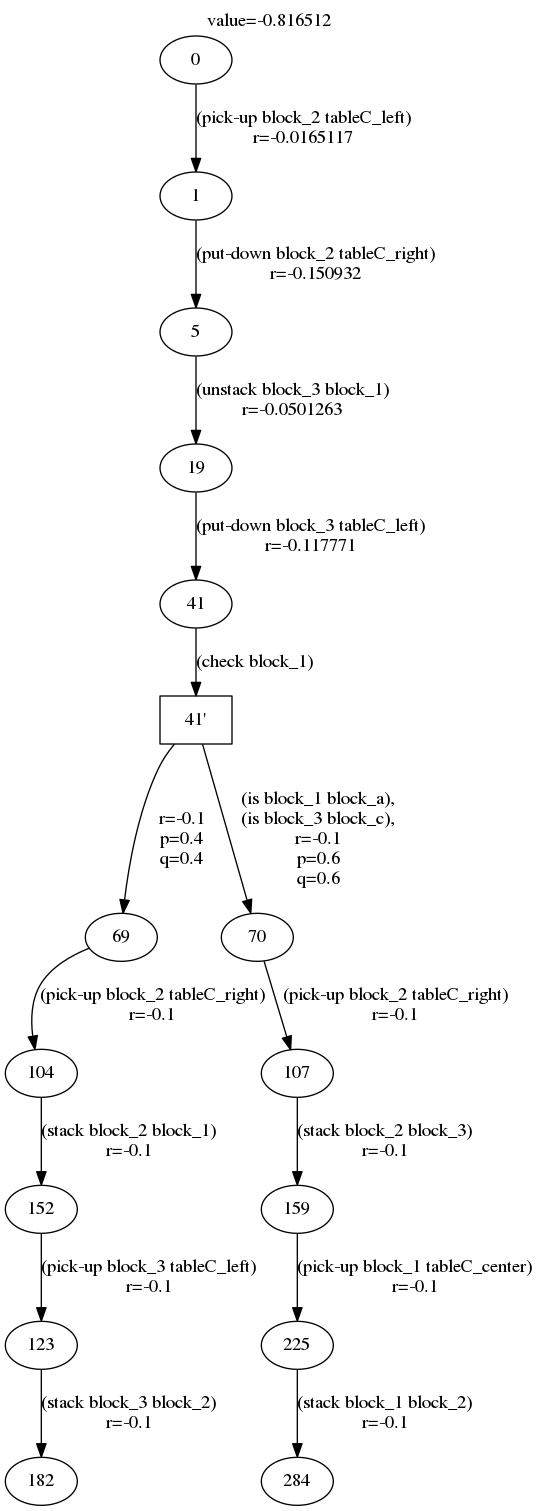 value=-0.816512
0
(pick-up block_2 tableC_left)
r=-0.0165117
1
(put-down block_2 tableC_right)
r=-0.150932
5
(unstack block_3 block_1)
r=-0.0501263
19
(put-down block_3 tableC_left)
r=-0.117771
41
(check block_1)
41'
r=-0.1
p=0.4
q=0.4
(is block_1 block_a),
(is block_3 block_c),
r=-0.1
p=0.6
q=0.6
69
70
(pick-up block_2 tableC_right)
r=-0.1
(pick-up block_2 tableC_right)
r=-0.1
104
107
(stack block_2 block_1)
r=-0.1
(stack block_2 block_3)
r=-0.1
152
159
(pick-up block_3 tableC_left)
r=-0.1
(pick-up block_1 tableC_center)
r=-0.1
123
225
(stack block_3 block_2)
r=-0.1
(stack block_1 block_2)
r=-0.1
182
284